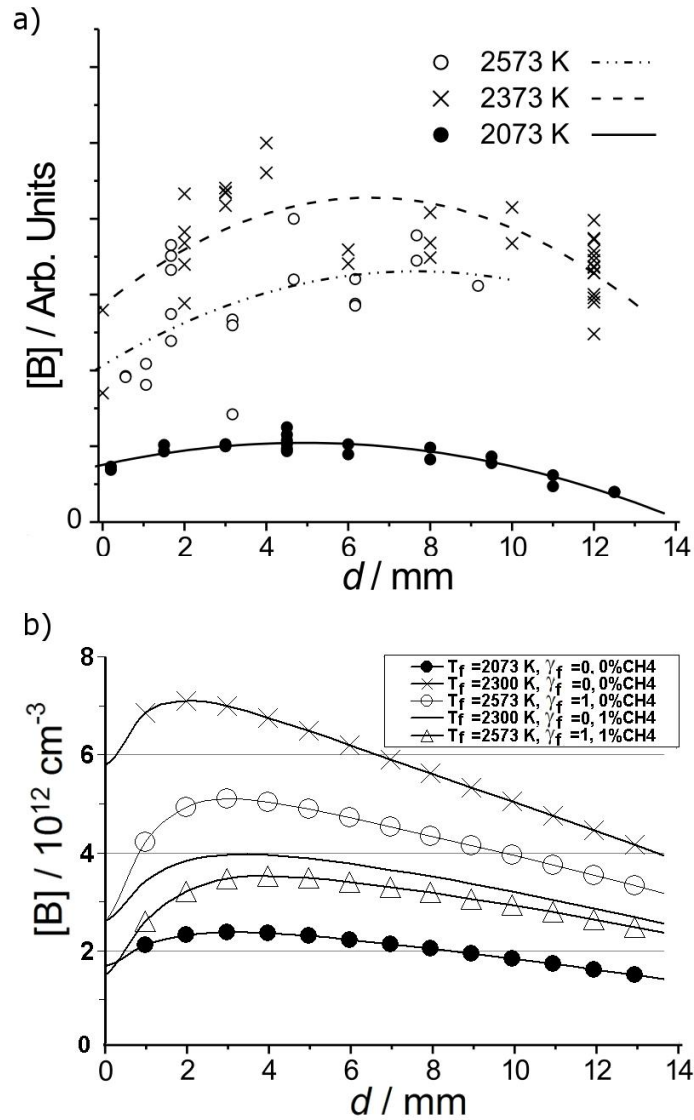 a)
2573 K
2373 K
2073 K
[B] / Arb. Units
0
0 2 4 6 8 10 12 14
d / mm
b)
T_f =2073 K, γ_f =0, 0%CH4
T_f =2300 K, γ_f =0, 0%CH4
T_f =2573 K, γ_f =1, 0%CH4
T_f =2300 K, γ_f =0, 1%CH4
T_f =2573 K, γ_f =1, 1%CH4
[B] / 10¹² cm⁻³
8
6
4
2
0
0 2 4 6 8 10 12 14
d / mm